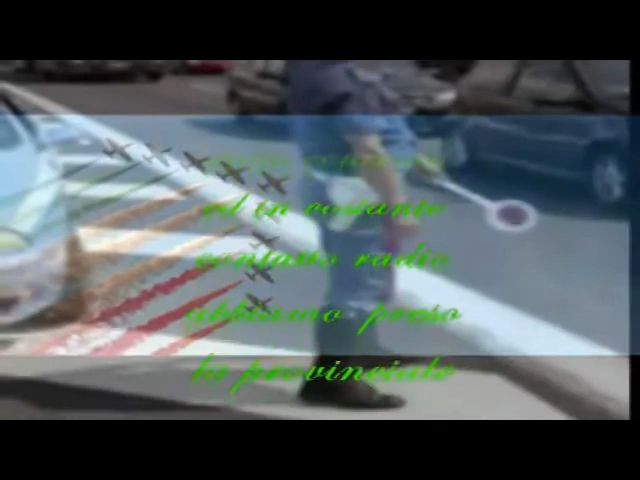 ed in costante
contatto radio
abbiamo preso
la provinciale